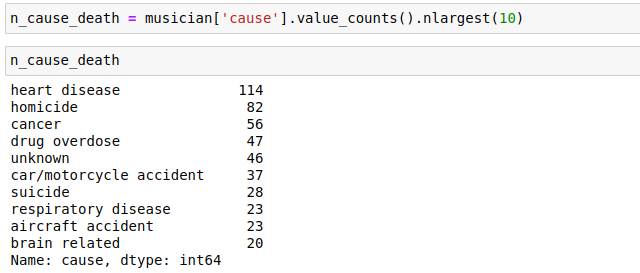 n_cause_death = musician['cause'].value_counts().nlargest(10)
n_cause_death
heart disease 114
homicide 82
cancer 56
drug overdose 47
unknown 46
car/motorcycle accident 37
suicide 28
respiratory disease 23
aircraft accident 23
brain related 20
Name: cause, dtype: int64